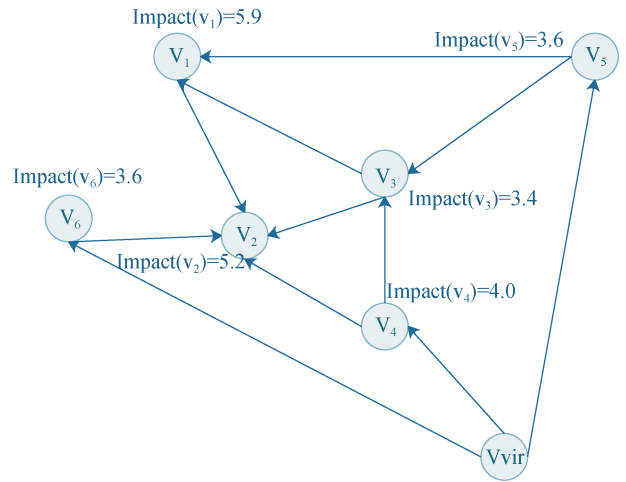 Impact(v₁)=5.9
Impact(v₅)=3.6
V₁
V₅
Impact(v₆)=3.6
V₃
Impact(v₃)=3.4
V₆
V₂
Impact(v₂)=5.2
Impact(v₄)=4.0
V₄
Vvir